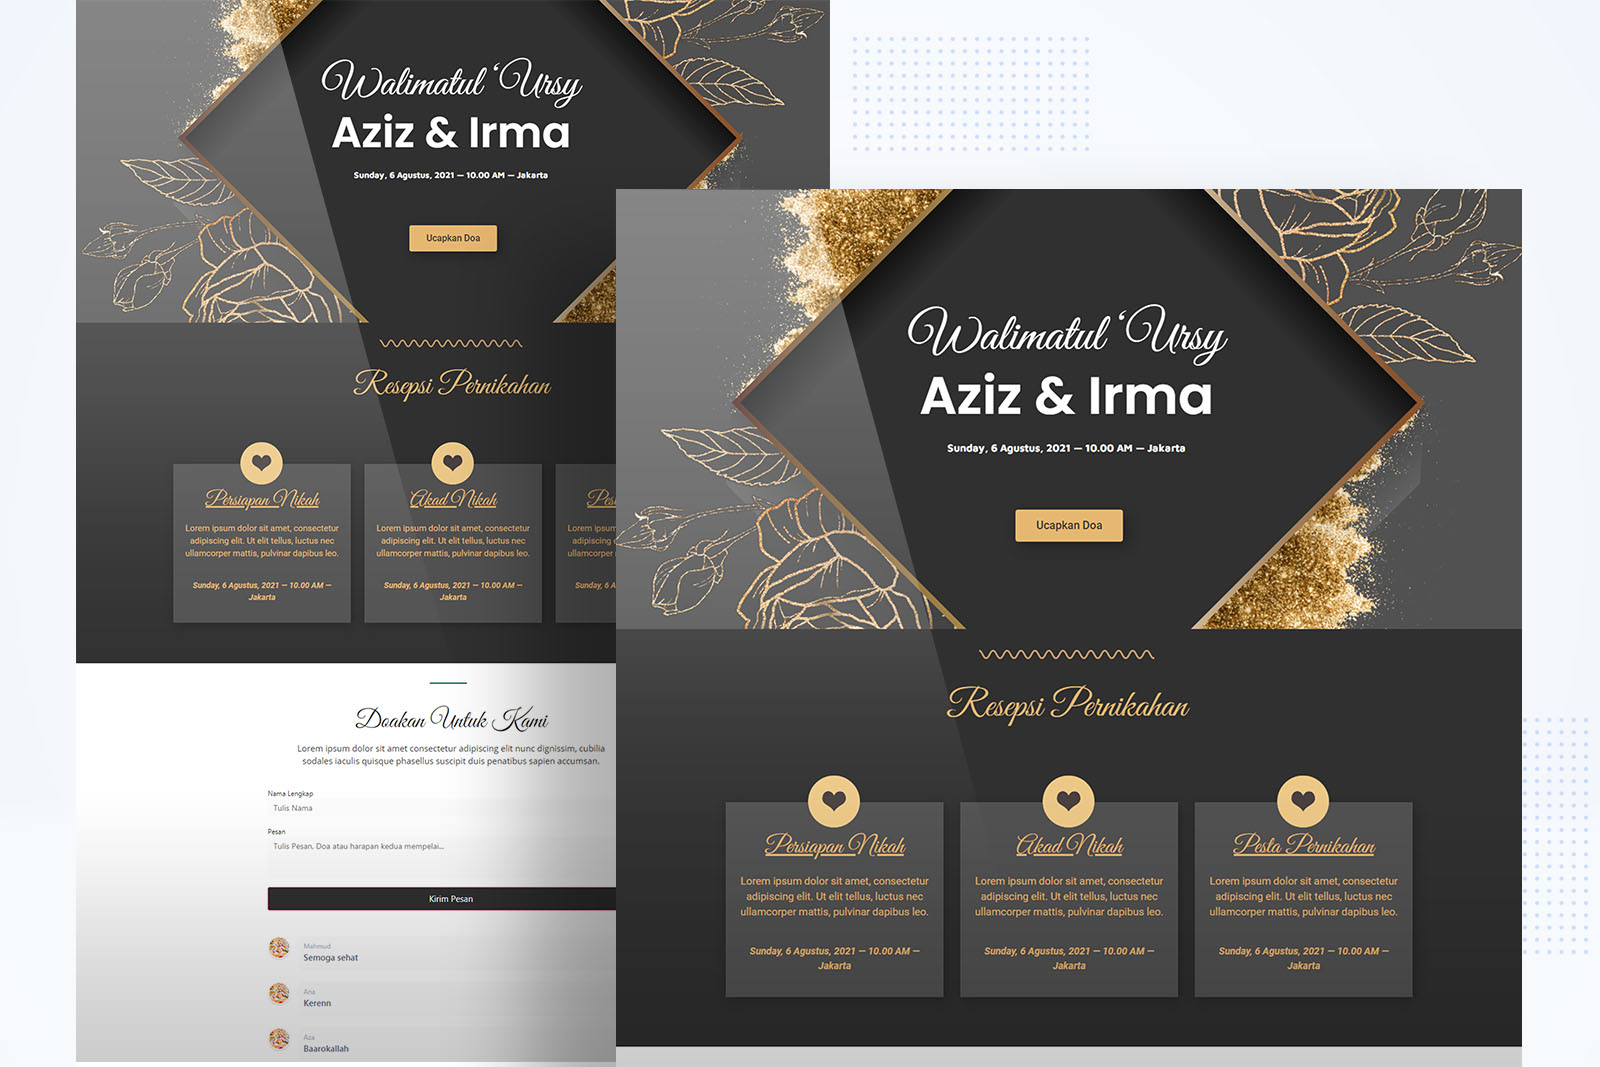 Walimatul ‘Ursy
Aziz & Irma
Sunday, 6 Agustus, 2021 — 10.00 AM — Jakarta
Ucapkan Doa
Resepsi Pernikahan
Persiapan Nikah
Lorem ipsum dolor sit amet, consectetur
adipiscing elit. Ut elit tellus, luctus nec
ullamcorper mattis, pulvinar dapibus leo.
Sunday, 6 Agustus, 2021 — 10.00 AM —
Jakarta
Akad Nikah
Lorem ipsum dolor sit amet, consectetur
adipiscing elit. Ut elit tellus, luctus nec
ullamcorper mattis, pulvinar dapibus leo.
Sunday, 6 Agustus, 2021 — 10.00 AM —
Jakarta
Lorem ipsum
adipiscing
ullamcorper
Sunday, 6
Doakan Untuk Kami
Lorem ipsum dolor sit amet consectetur adipiscing elit nunc dignissim, cubilia
sodales iaculis quisque phasellus suscipit duis penatibus sapien accumsan.
Nama Lengkap
Tulis Nama
Pesan
Tulis Pesan, Doa atau harapan kedua mempelai...
Kirim Pesan
Mahmud
Semoga sehat
Ana
Kerenn
Aza
Baarokallah
Walimatul ‘Ursy
Aziz & Irma
Sunday, 6 Agustus, 2021 — 10.00 AM — Jakarta
Ucapkan Doa
Resepsi Pernikahan
Persiapan Nikah
Lorem ipsum dolor sit amet, consectetur
adipiscing elit. Ut elit tellus, luctus nec
ullamcorper mattis, pulvinar dapibus leo.
Sunday, 6 Agustus, 2021 — 10.00 AM —
Jakarta
Akad Nikah
Lorem ipsum dolor sit amet, consectetur
adipiscing elit. Ut elit tellus, luctus nec
ullamcorper mattis, pulvinar dapibus leo.
Sunday, 6 Agustus, 2021 — 10.00 AM —
Jakarta
Pesta Pernikahan
Lorem ipsum dolor sit amet, consectetur
adipiscing elit. Ut elit tellus, luctus nec
ullamcorper mattis, pulvinar dapibus leo.
Sunday, 6 Agustus, 2021 — 10.00 AM —
Jakarta